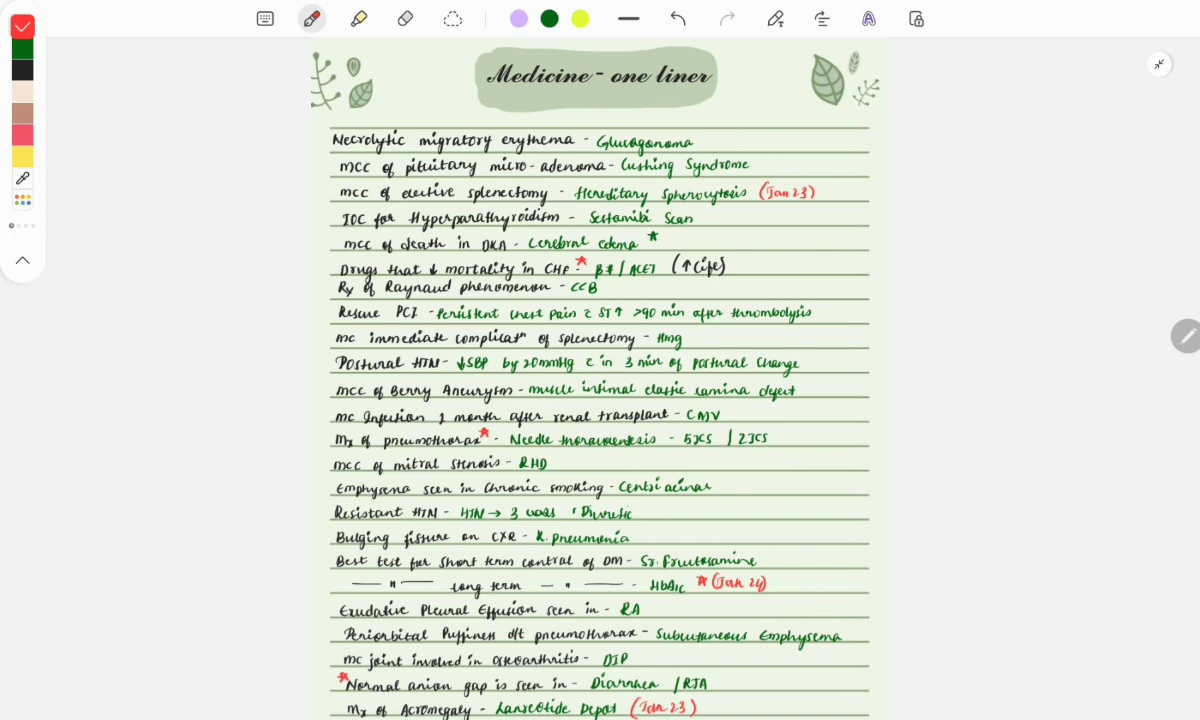 Medicine - one liner
Necrolytic migratory erythema - Glucagonoma
mcc of pituitary micro-adenoma - Cushing Syndrome
mcc of elective splenectomy - Hereditary Spherocytosis (Jan 23)
IOC for Hyperparathyroidism - Sestamibi Scan
mcc of death in DKA - Cerebral edema
Drugs that ↓ mortality in CHF - / ACEI (↑ life)
Rx of Raynaud phenomenon - CCB
Rescue PCI - Persistent chest pain c ST↑ >90 min after thrombolysis
mc immediate complicatn of splenectomy - Hmg
Postural HTN - ↓SBP by 20mmHg c in 3 min of postural change
mcc of Berry Aneurysm - muscle intimal elastic lamina defect
mc Infection 1 month after renal transplant - CMV
Mx of pneumothorax - Needle thoracocentesis - 5ICS / 2ICS
mcc of mitral stenosis - RHD
Emphysema seen in Chronic smoking - Centriacinar
Resistant HTN - HTN → 3 Diuretic
Bulging fissure on CXR - K. pneumonia
Best test for short term control of DM - Sr. fructosamine
— " — long term — " — - HbA1c (Jan 24)
Exudative Pleural Effusion seen in - RA
Periorbital Puffiness d/t pneumothorax - Subcutaneous Emphysema
mc joint involved in osteoarthritis - DIP
Normal anion gap is seen in - Diarrhea / RTA
Mx of Acromegaly - Lanreotide Depot (Jan 23)